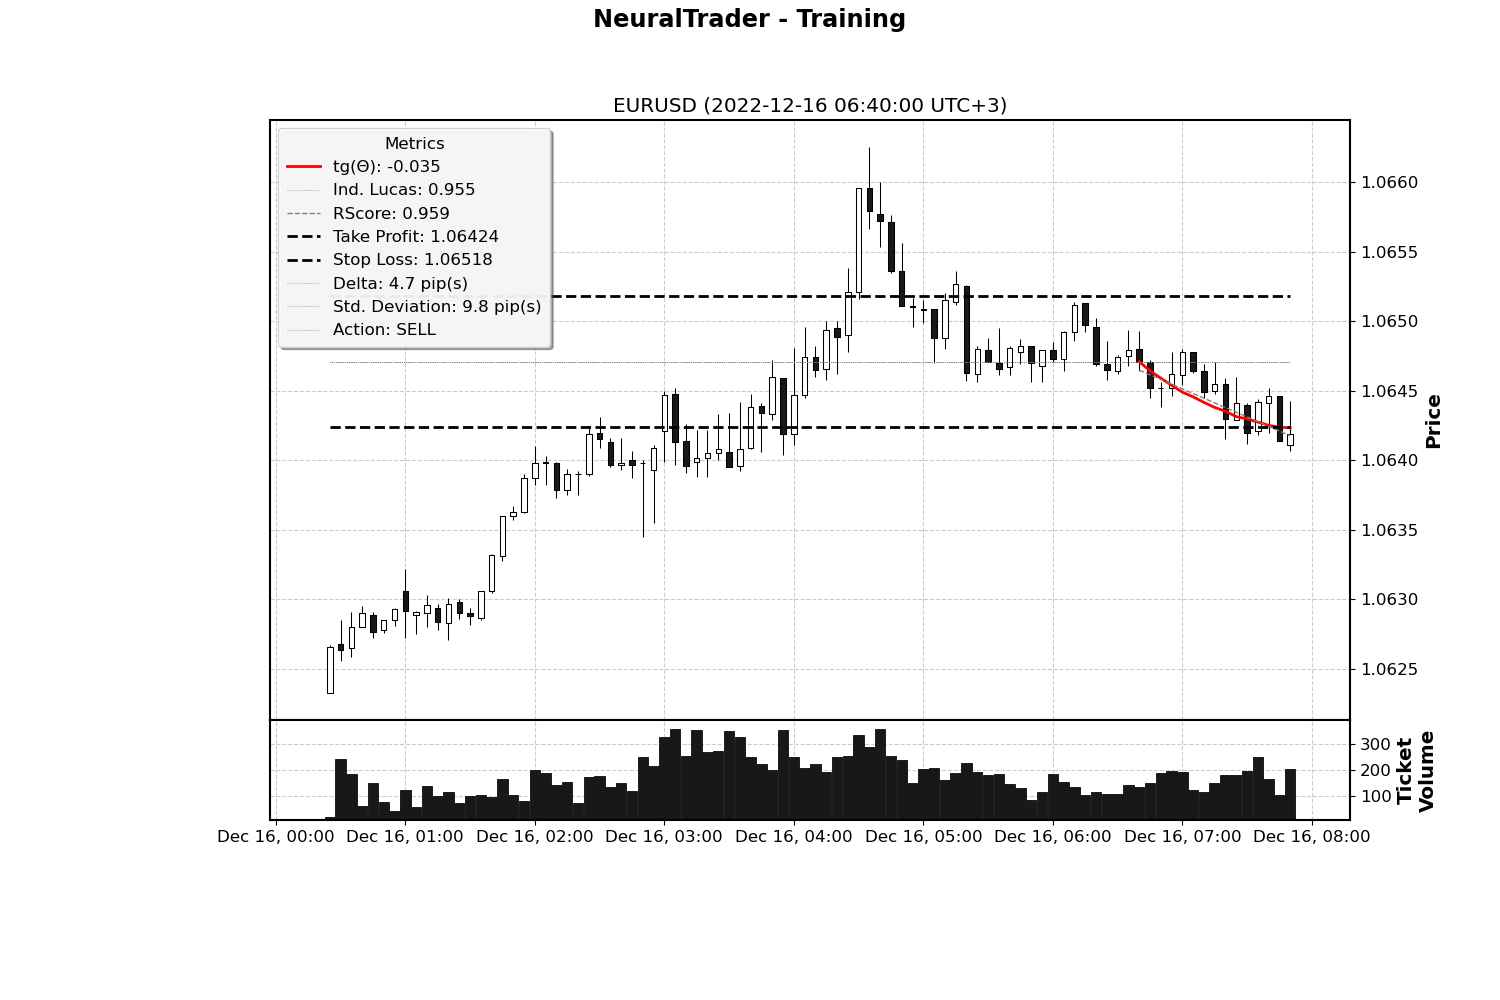 NeuralTrader - Training
EURUSD (2022-12-16 06:40:00 UTC+3)
Metrics
tg(Θ): -0.035
Ind. Lucas: 0.955
RScore: 0.959
Take Profit: 1.06424
Stop Loss: 1.06518
Delta: 4.7 pip(s)
Std. Deviation: 9.8 pip(s)
Action: SELL
1.0660
1.0655
1.0650
1.0645
1.0640
1.0635
1.0630
1.0625
Price
300
200
100
Ticket
Volume
Dec 16, 00:00
Dec 16, 01:00
Dec 16, 02:00
Dec 16, 03:00
Dec 16, 04:00
Dec 16, 05:00
Dec 16, 06:00
Dec 16, 07:00
Dec 16, 08:00